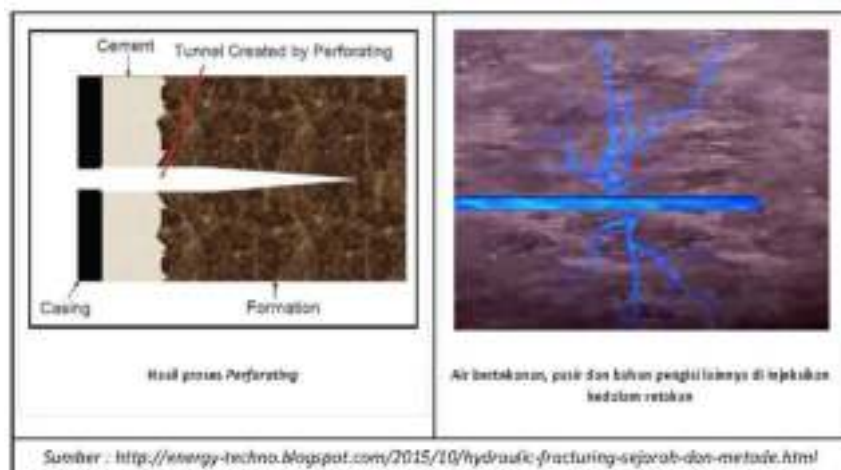 Cement
Tunnel Created by Perforating
Casing
Formation
Hasil proses Perforating
Air bertekanan, pasir dan bahan pengisi lainnya di injeksikan
kedalam retakan
Sumber : http://energy-techno.blogspot.com/2015/10/hydraulic-fracturing-sejarah-dan-metode.html